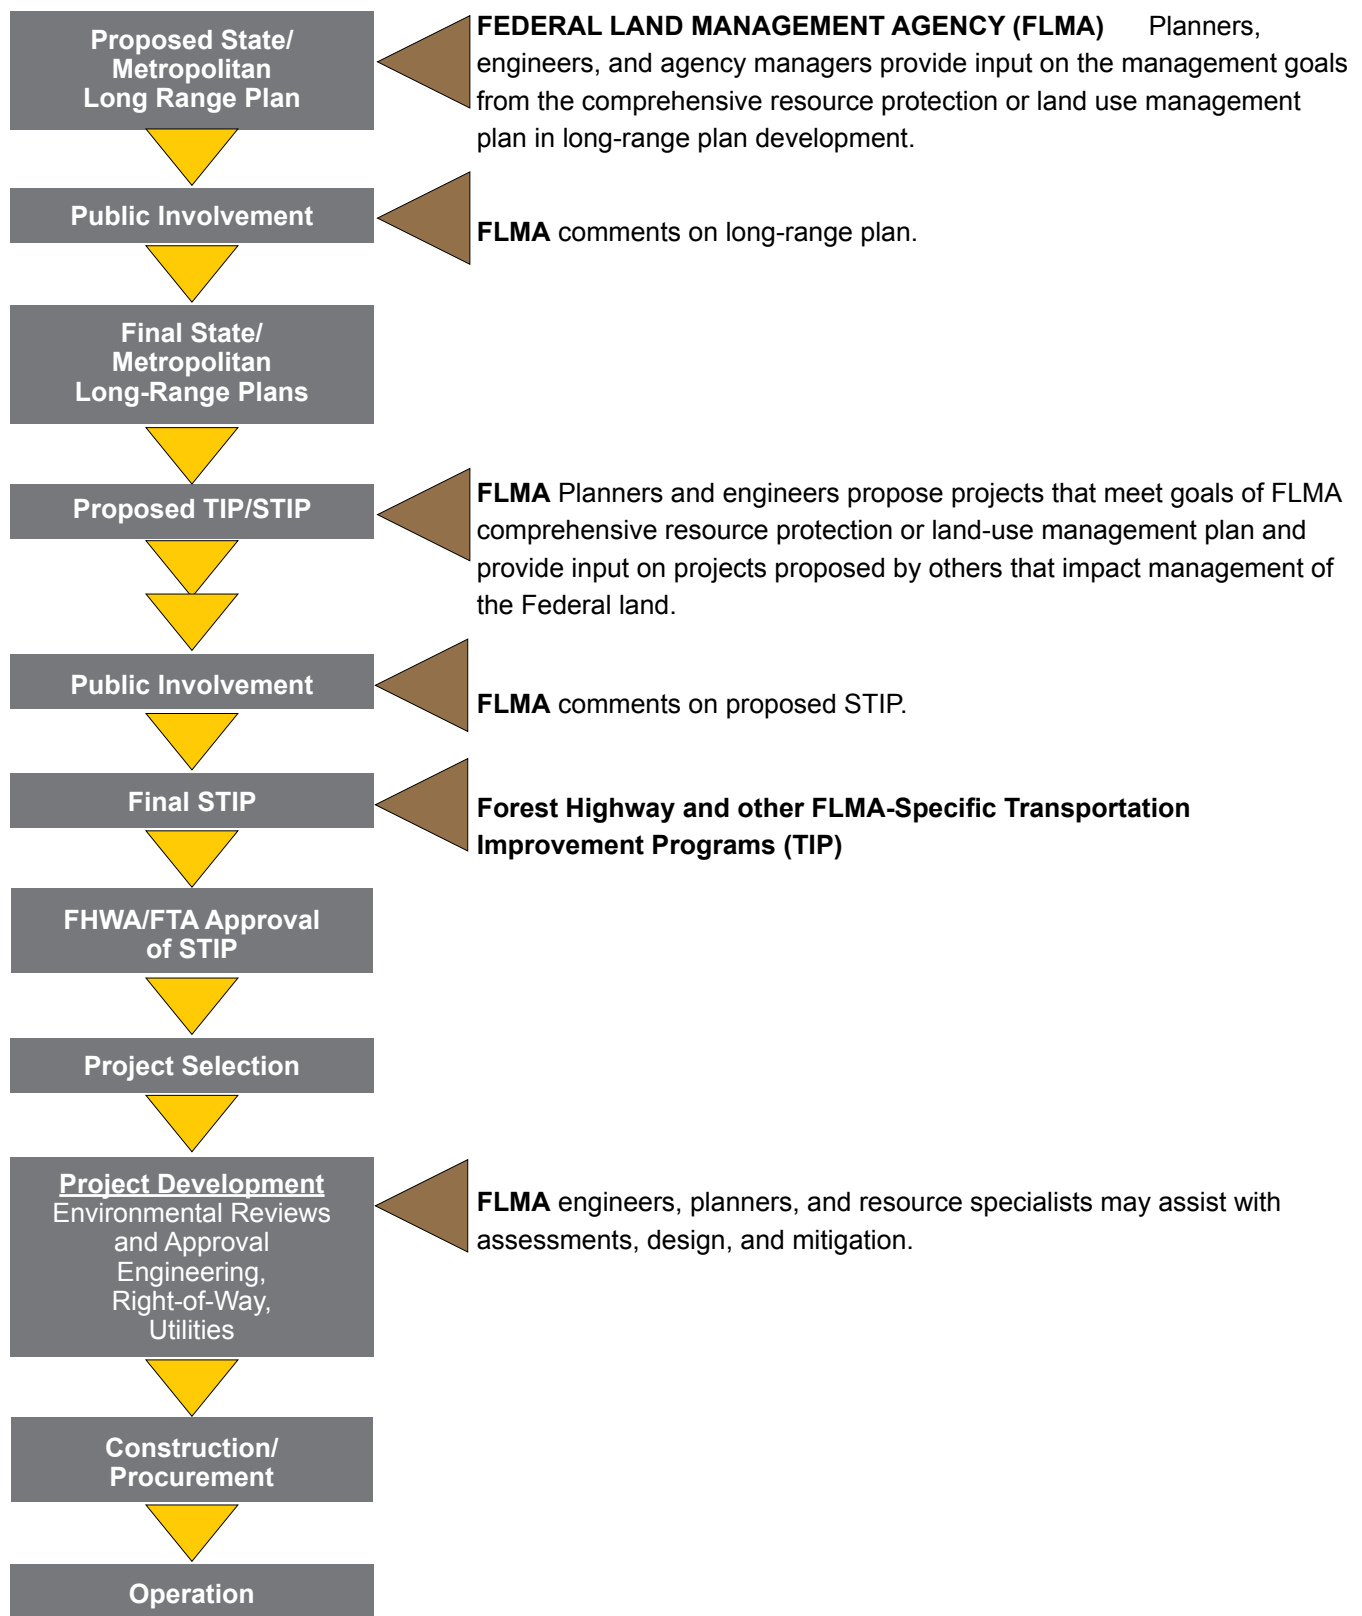 Proposed State/
Metropolitan
Long Range Plan
FEDERAL LAND MANAGEMENT AGENCY (FLMA) Planners,
engineers, and agency managers provide input on the management goals
from the comprehensive resource protection or land use management
plan in long-range plan development.
Public Involvement
FLMA comments on long-range plan.
Final State/
Metropolitan
Long-Range Plans
Proposed TIP/STIP
FLMA Planners and engineers propose projects that meet goals of FLMA
comprehensive resource protection or land-use management plan and
provide input on projects proposed by others that impact management of
the Federal land.
Public Involvement
FLMA comments on proposed STIP.
Final STIP
Forest Highway and other FLMA-Specific Transportation
Improvement Programs (TIP)
FHWA/FTA Approval
of STIP
Project Selection
Project Development
Environmental Reviews
and Approval
Engineering,
Right-of-Way,
Utilities
FLMA engineers, planners, and resource specialists may assist with
assessments, design, and mitigation.
Construction/
Procurement
Operation